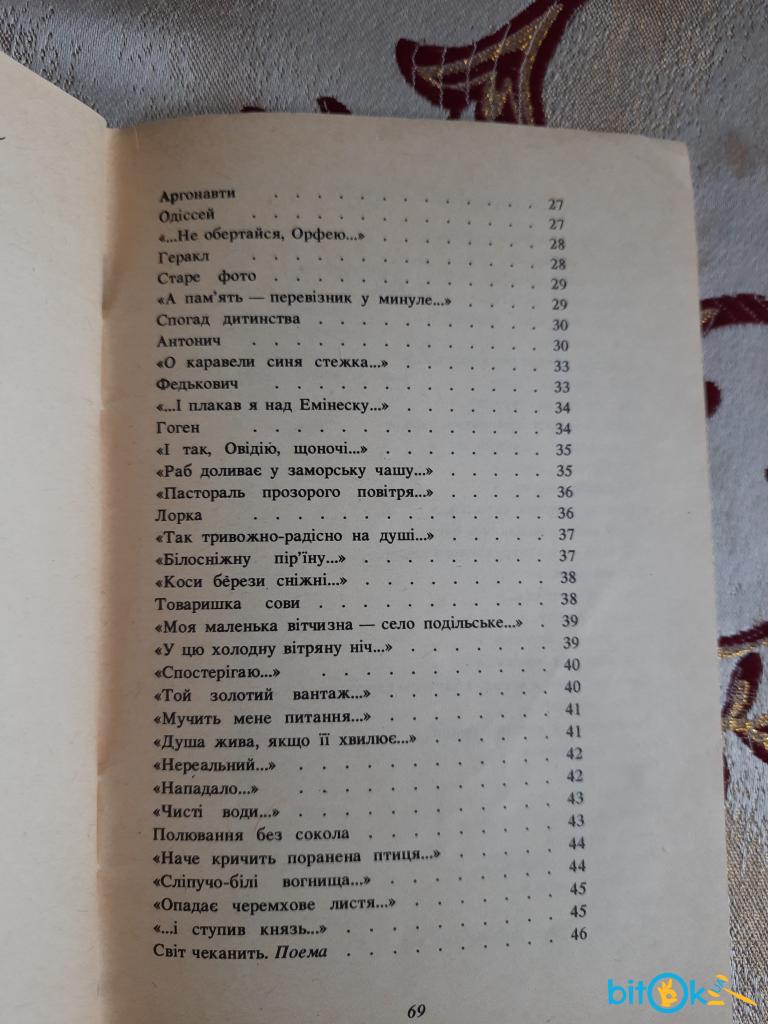 Аргонавти . . . . . . . . . . . . . 27
Одіссей . . . . . . . . . . . . . . 27
«...Не обертайся, Орфею...» . . . . . . . . 28
Геракл . . . . . . . . . . . . . . 28
Старе фото . . . . . . . . . . . . 29
«А пам'ять — перевізник у минуле...» . . . . 29
Спогад дитинства . . . . . . . . . . . 30
Антонич . . . . . . . . . . . . . . 30
«О каравели синя стежка...» . . . . . . . 33
Федькович . . . . . . . . . . . . . 33
«...І плакав я над Емінеску...» . . . . . . . 34
Гоген . . . . . . . . . . . . . . 34
«І так, Овідію, щоночі...» . . . . . . . . 35
«Раб доливає у заморську чашу...» . . . . . 35
«Пастораль прозорого повітря...» . . . . . 36
Лорка . . . . . . . . . . . . . . 36
«Так тривожно-радісно на душі...» . . . . . 37
«Білосніжну пір'їну...» . . . . . . . . . 37
«Коси берези сніжні...» . . . . . . . . . 38
Товаришка сови . . . . . . . . . . . . 38
«Моя маленька вітчизна — село подільське...» . 39
«У цю холодну вітряну ніч...» . . . . . . . 39
«Спостерігаю...» . . . . . . . . . . . 40
«Той золотий вантаж...» . . . . . . . . 40
«Мучить мене питання...» . . . . . . . . 41
«Душа жива, якщо її хвилює...» . . . . . . 41
«Нереальний...» . . . . . . . . . . . . 42
«Нападало...» . . . . . . . . . . . . 42
«Чисті води...» . . . . . . . . . . . . 43
Полювання без сокола . . . . . . . . . 43
«Наче кричить поранена птиця...» . . . . . 44
«Сліпучо-білі вогнища...» . . . . . . . . 44
«Опадає черемхове листя...» . . . . . . . 45
«...і ступив князь...» . . . . . . . . . . 45
Світ чеканить. Поема . . . . . . . . . . 46
69
bitOk UA